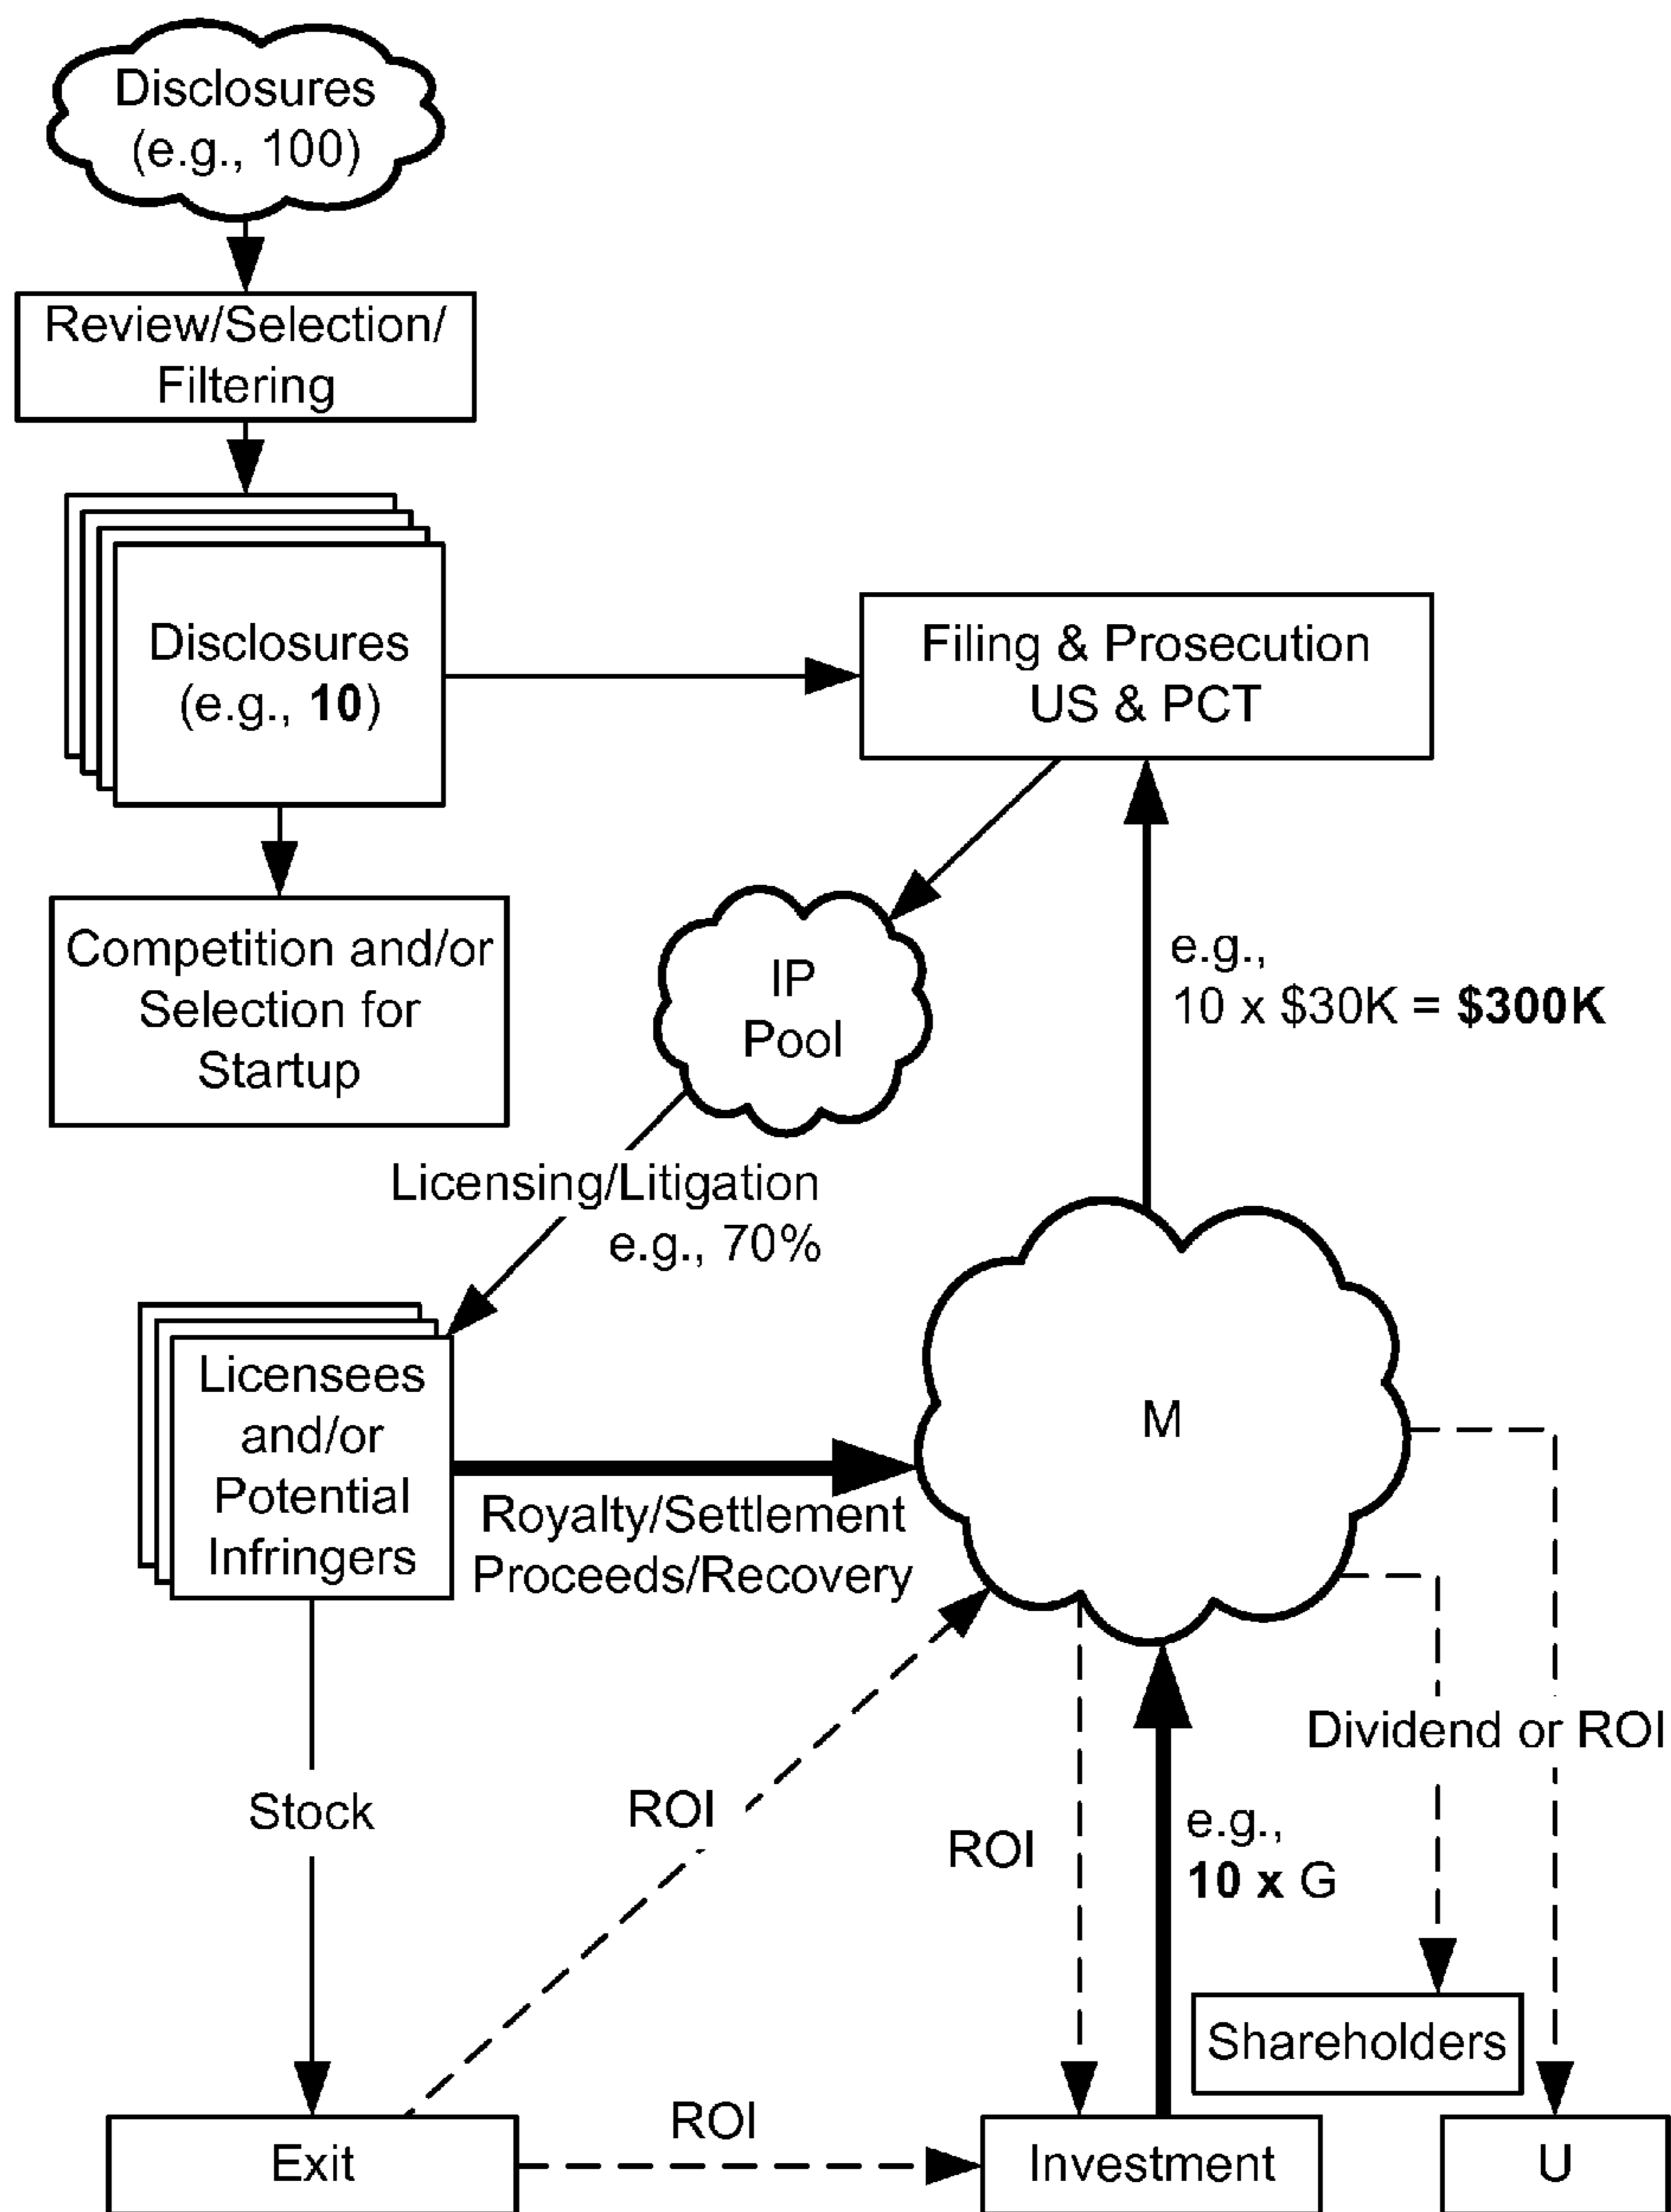 Disclosures
(e.g., 100)
Review/Selection/
Filtering
Disclosures
(e.g., 10)
Filing & Prosecution
US & PCT
Competition and/or
Selection for
Startup
IP
Pool
e.g.,
10 x $30K = $300K
Licensing/Litigation
e.g., 70%
Licensees
and/or
Potential
Infringers
M
Royalty/Settlement
Proceeds/Recovery
Dividend or ROI
Stock
ROI
ROI
e.g.,
10 x G
Shareholders
ROI
Exit
Investment
U